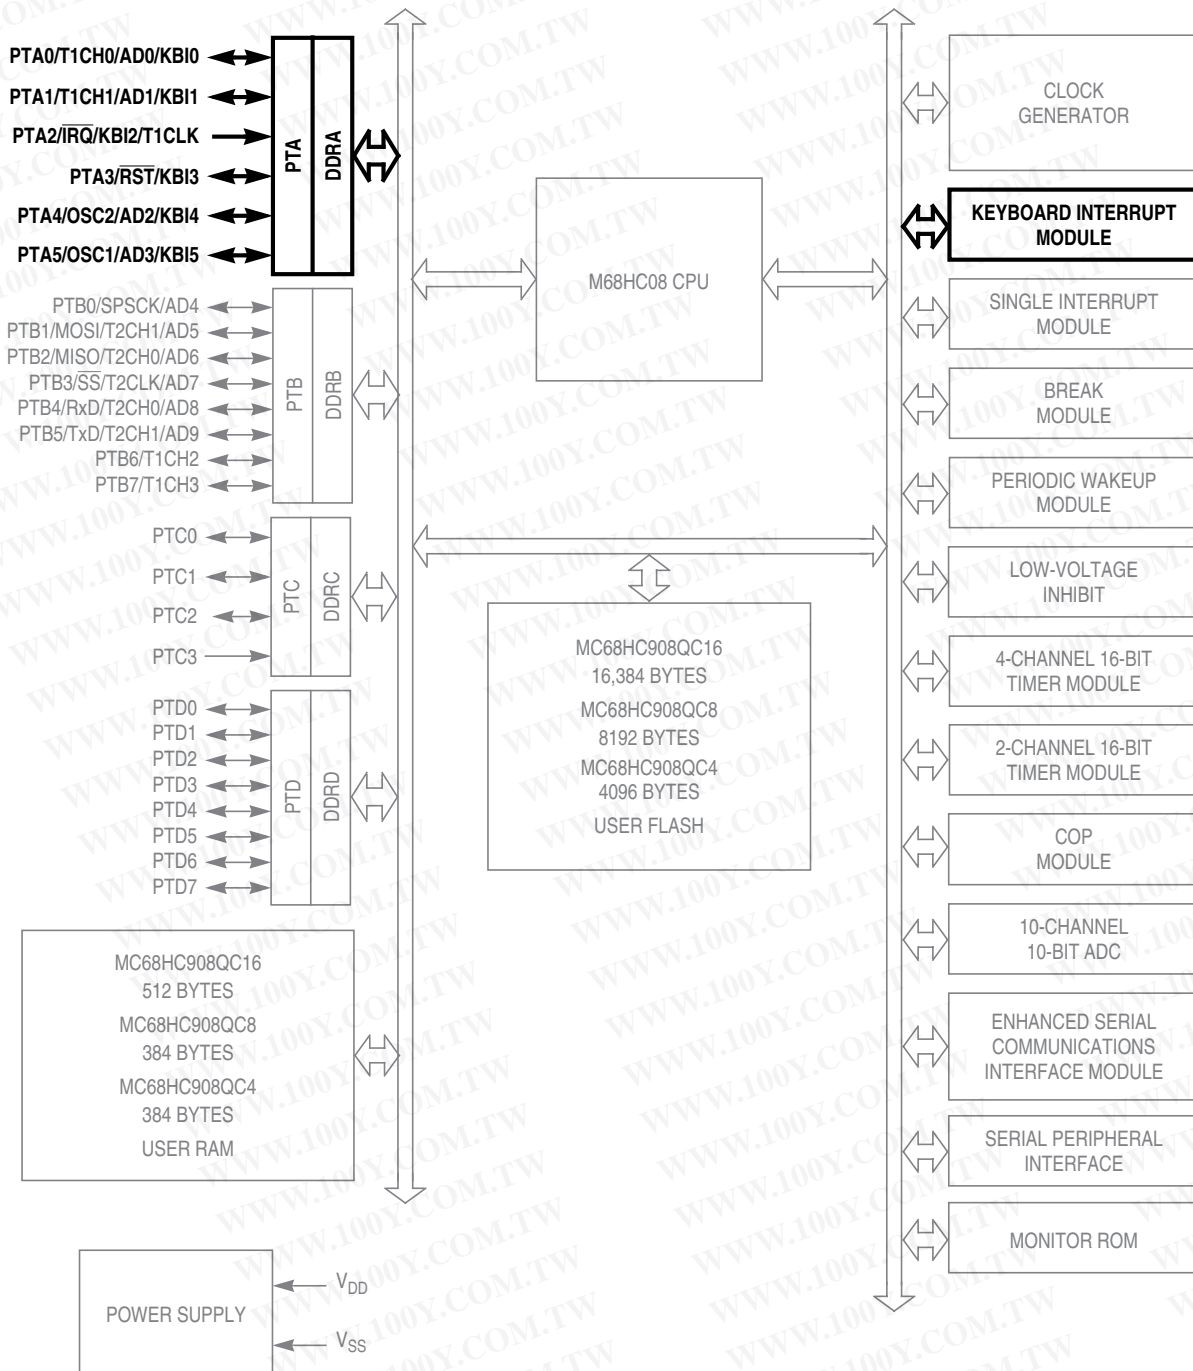 PTA0/T1CH0/AD0/KBI0
PTA1/T1CH1/AD1/KBI1
PTA2/IRQ/KBI2/T1CLK
PTA3/RST/KBI3
PTA4/OSC2/AD2/KBI4
PTA5/OSC1/AD3/KBI5
PTA
DDRA
PTB0/SPSCK/AD4
PTB1/MOSI/T2CH1/AD5
PTB2/MISO/T2CH0/AD6
PTB3/SS/T2CLK/AD7
PTB4/RxD/T2CH0/AD8
PTB5/TxD/T2CH1/AD9
PTB6/T1CH2
PTB7/T1CH3
PTB
DDRB
PTC0
PTC1
PTC2
PTC3
PTC
DDRC
PTD0
PTD1
PTD2
PTD3
PTD4
PTD5
PTD6
PTD7
PTD
DDRD
MC68HC908QC16
512 BYTES
MC68HC908QC8
384 BYTES
MC68HC908QC4
384 BYTES
USER RAM
POWER SUPPLY
VDD
VSS
M68HC08 CPU
MC68HC908QC16
16,384 BYTES
MC68HC908QC8
8192 BYTES
MC68HC908QC4
4096 BYTES
USER FLASH
CLOCK
GENERATOR
KEYBOARD INTERRUPT
MODULE
SINGLE INTERRUPT
MODULE
BREAK
MODULE
PERIODIC WAKEUP
MODULE
LOW-VOLTAGE
INHIBIT
4-CHANNEL 16-BIT
TIMER MODULE
2-CHANNEL 16-BIT
TIMER MODULE
COP
MODULE
10-CHANNEL
10-BIT ADC
ENHANCED SERIAL
COMMUNICATIONS
INTERFACE MODULE
SERIAL PERIPHERAL
INTERFACE
MONITOR ROM
WWW.100Y.COM.TW